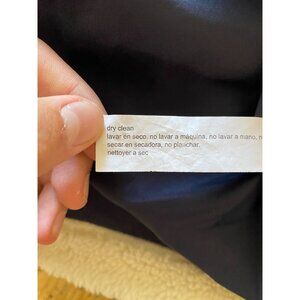 dry clean
lavar en seco, no lavar a maquina, no lavar a mano, n
secar en secadora, no planchar.
nettoyer a sec